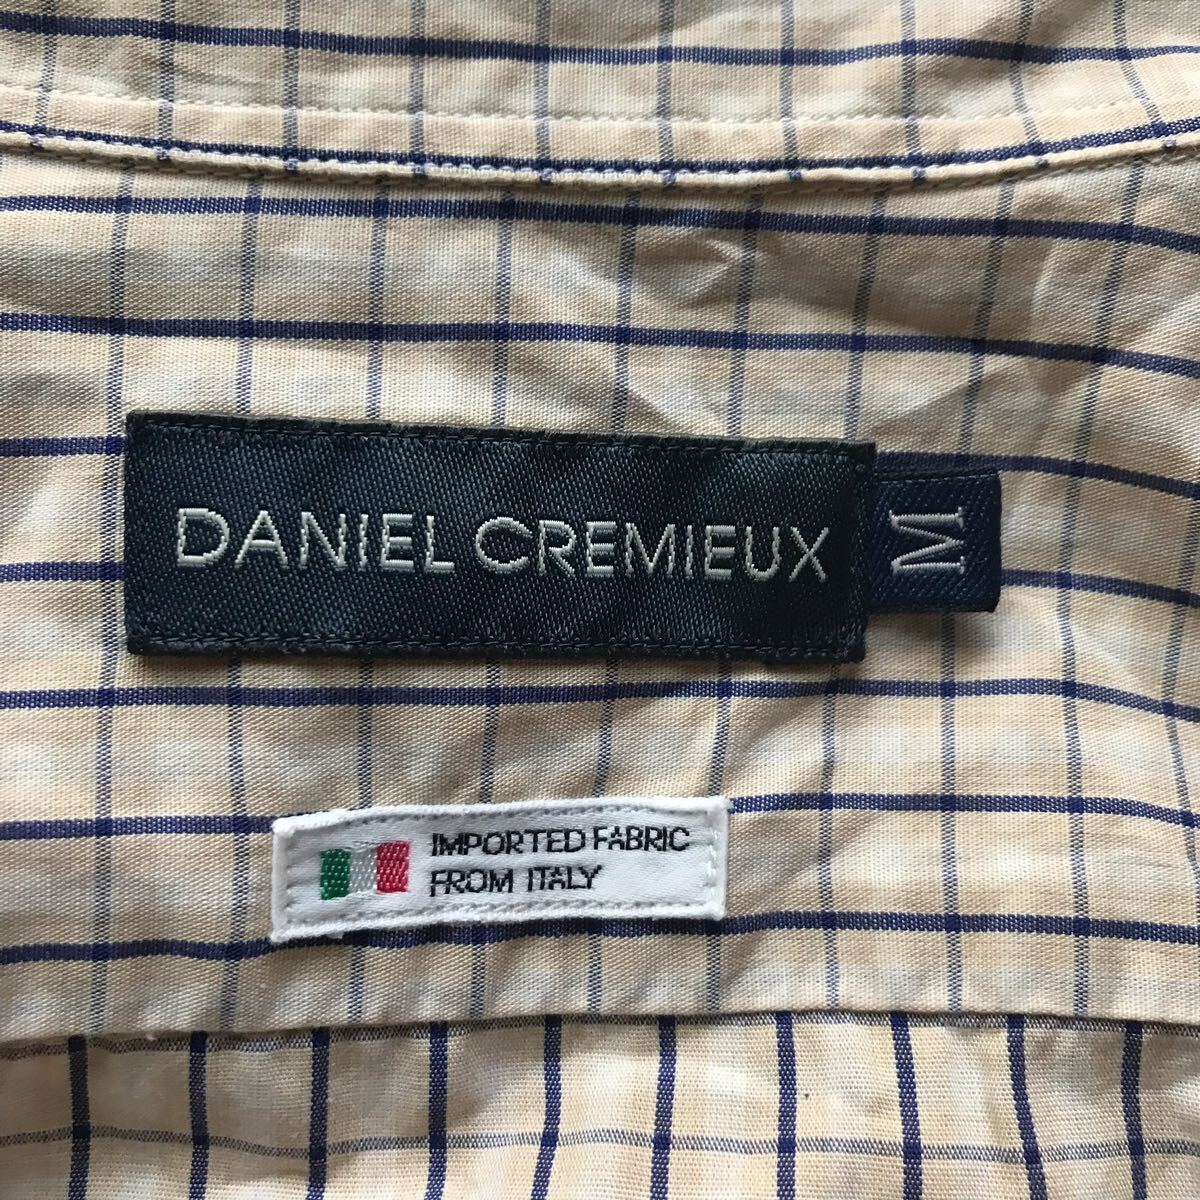 DANIEL CREMIEUX
M
IMPORTED FABRIC
FROM ITALY